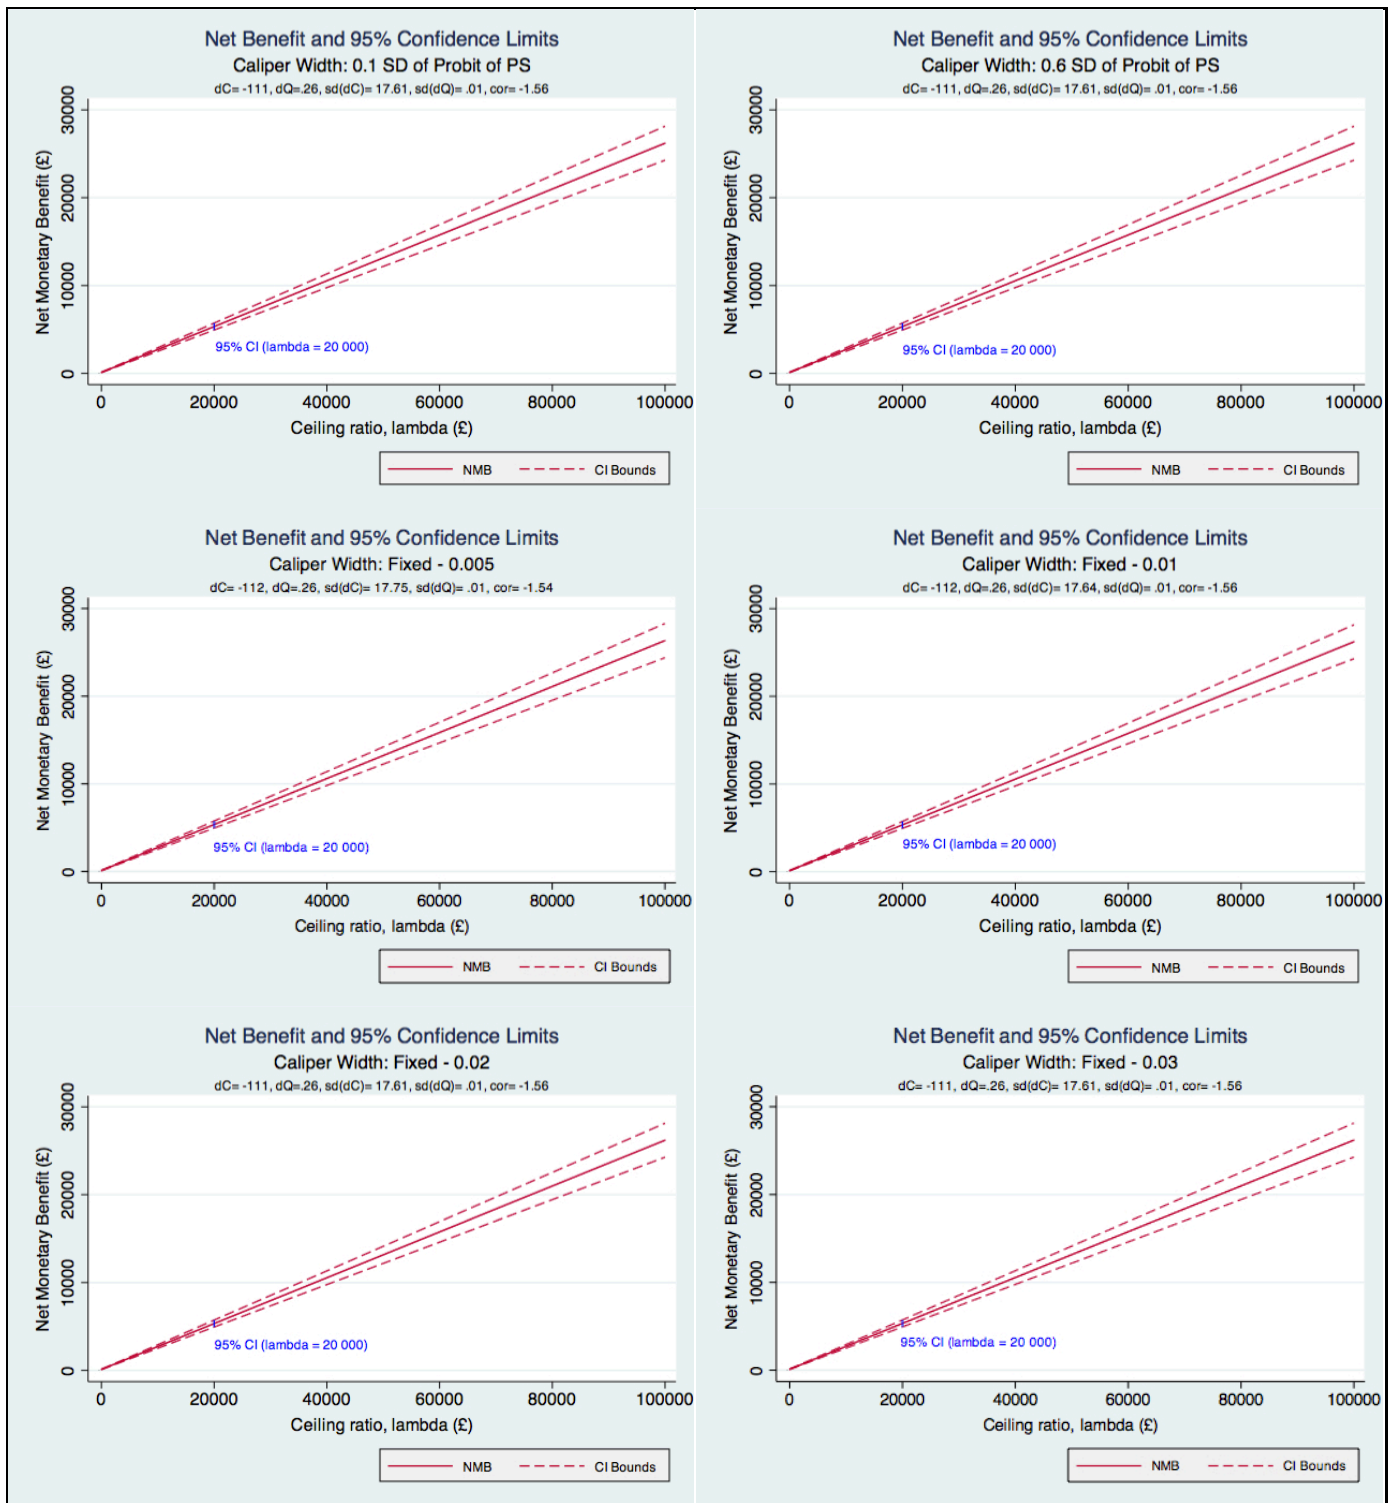 Net Benefit and 95% Confidence Limits
Caliper Width: 0.1 SD of Probit of PS
dC= -111, dQ=.26, sd(dC)= 17.61, sd(dQ)= .01, cor= -1.56
Net Monetary Benefit (£)
30000
20000
10000
0
95% CI (lambda = 20 000)
0 20000 40000 60000 80000 100000
Ceiling ratio, lambda (£)
NMB CI Bounds
Net Benefit and 95% Confidence Limits
Caliper Width: 0.6 SD of Probit of PS
dC= -111, dQ=.26, sd(dC)= 17.61, sd(dQ)= .01, cor= -1.56
Net Monetary Benefit (£)
30000
20000
10000
0
95% CI (lambda = 20 000)
0 20000 40000 60000 80000 100000
Ceiling ratio, lambda (£)
NMB CI Bounds
Net Benefit and 95% Confidence Limits
Caliper Width: Fixed - 0.005
dC= -112, dQ=.26, sd(dC)= 17.75, sd(dQ)= .01, cor= -1.54
Net Monetary Benefit (£)
30000
20000
10000
0
95% CI (lambda = 20 000)
0 20000 40000 60000 80000 100000
Ceiling ratio, lambda (£)
NMB CI Bounds
Net Benefit and 95% Confidence Limits
Caliper Width: Fixed - 0.01
dC= -112, dQ=.26, sd(dC)= 17.64, sd(dQ)= .01, cor= -1.56
Net Monetary Benefit (£)
30000
20000
10000
0
95% CI (lambda = 20 000)
0 20000 40000 60000 80000 100000
Ceiling ratio, lambda (£)
NMB CI Bounds
Net Benefit and 95% Confidence Limits
Caliper Width: Fixed - 0.02
dC= -111, dQ=.26, sd(dC)= 17.61, sd(dQ)= .01, cor= -1.56
Net Monetary Benefit (£)
30000
20000
10000
0
95% CI (lambda = 20 000)
0 20000 40000 60000 80000 100000
Ceiling ratio, lambda (£)
NMB CI Bounds
Net Benefit and 95% Confidence Limits
Caliper Width: Fixed - 0.03
dC= -111, dQ=.26, sd(dC)= 17.61, sd(dQ)= .01, cor= -1.56
Net Monetary Benefit (£)
30000
20000
10000
0
95% CI (lambda = 20 000)
0 20000 40000 60000 80000 100000
Ceiling ratio, lambda (£)
NMB CI Bounds